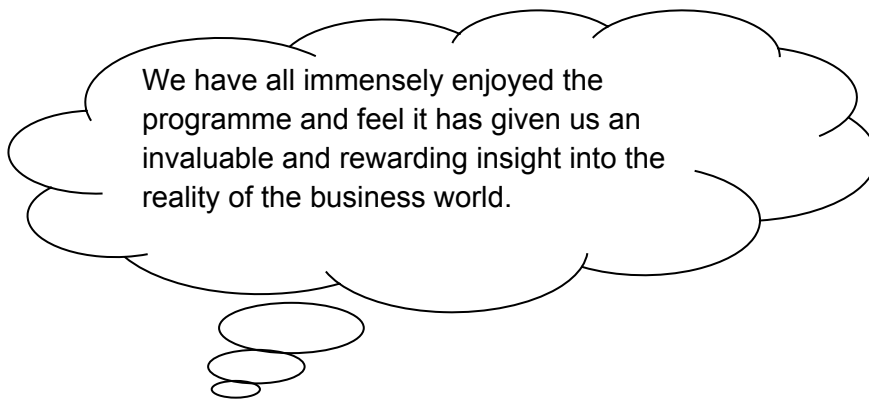 We have all immensely enjoyed the
programme and feel it has given us an
invaluable and rewarding insight into the
reality of the business world.